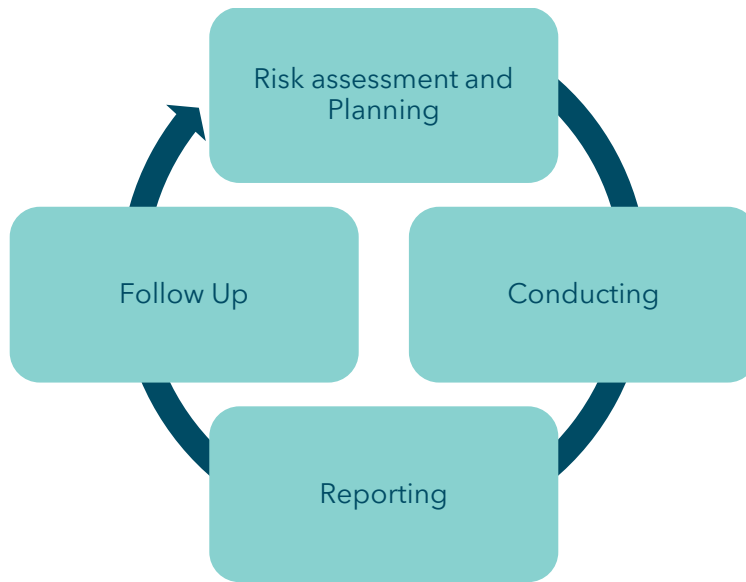 Risk assessment and
Planning
Conducting
Reporting
Follow Up